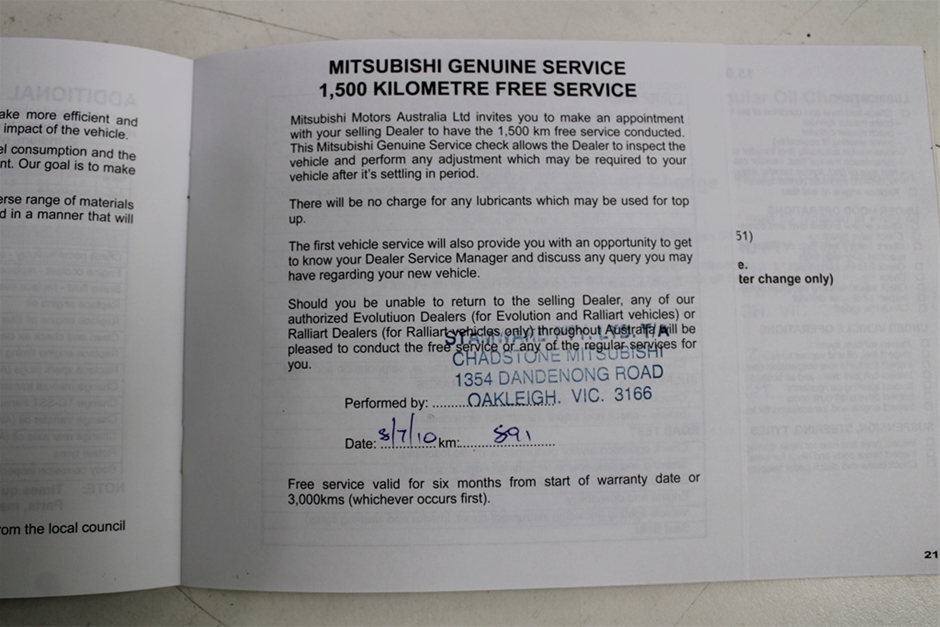 ake more efficient and
impact of the vehicle.
el consumption and the
nt. Our goal is to make
erse range of materials
d in a manner that will
om the local council
MITSUBISHI GENUINE SERVICE
1,500 KILOMETRE FREE SERVICE
Mitsubishi Motors Australia Ltd invites you to make an appointment
with your selling Dealer to have the 1,500 km free service conducted.
This Mitsubishi Genuine Service check allows the Dealer to inspect the
vehicle and perform any adjustment which may be required to your
vehicle after it's settling in period.
There will be no charge for any lubricants which may be used for top
up.
The first vehicle service will also provide you with an opportunity to get
to know your Dealer Service Manager and discuss any query you may
have regarding your new vehicle.
Should you be unable to return to the selling Dealer, any of our
authorized Evolutiuon Dealers (for Evolution and Ralliart vehicles) or
Ralliart Dealers (for Ralliart vehicles only) throughout Australia will be
pleased to conduct the free service or any of the regular services for
you.
CHADSTONE MITSUBISHI
1354 DANDENONG ROAD
OAKLEIGH. VIC. 3166
Performed by:
Date: 8/7/10 km: 891
Free service valid for six months from start of warranty date or
3,000kms (whichever occurs first).
51)
e.
ter change only)
21